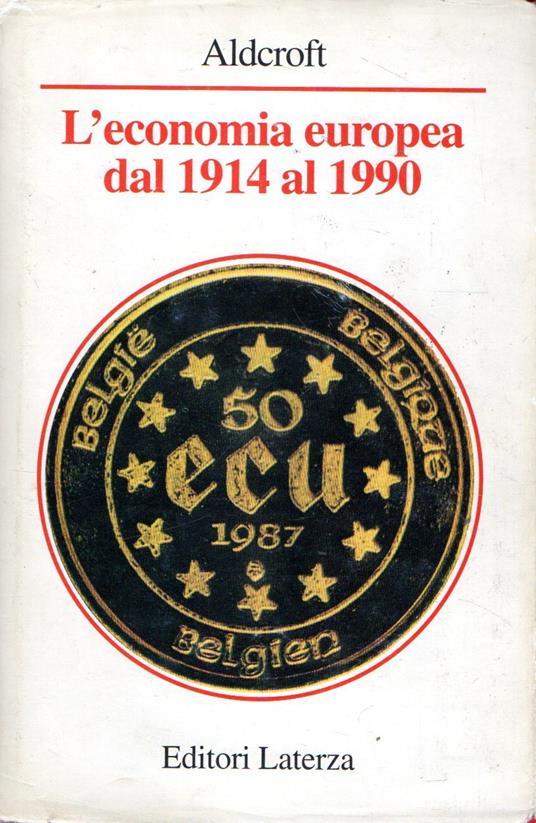 Aldcroft
L'economia europea
dal 1914 al 1990
België
Belgique
50
ecu
1987
Belgien
Editori Laterza